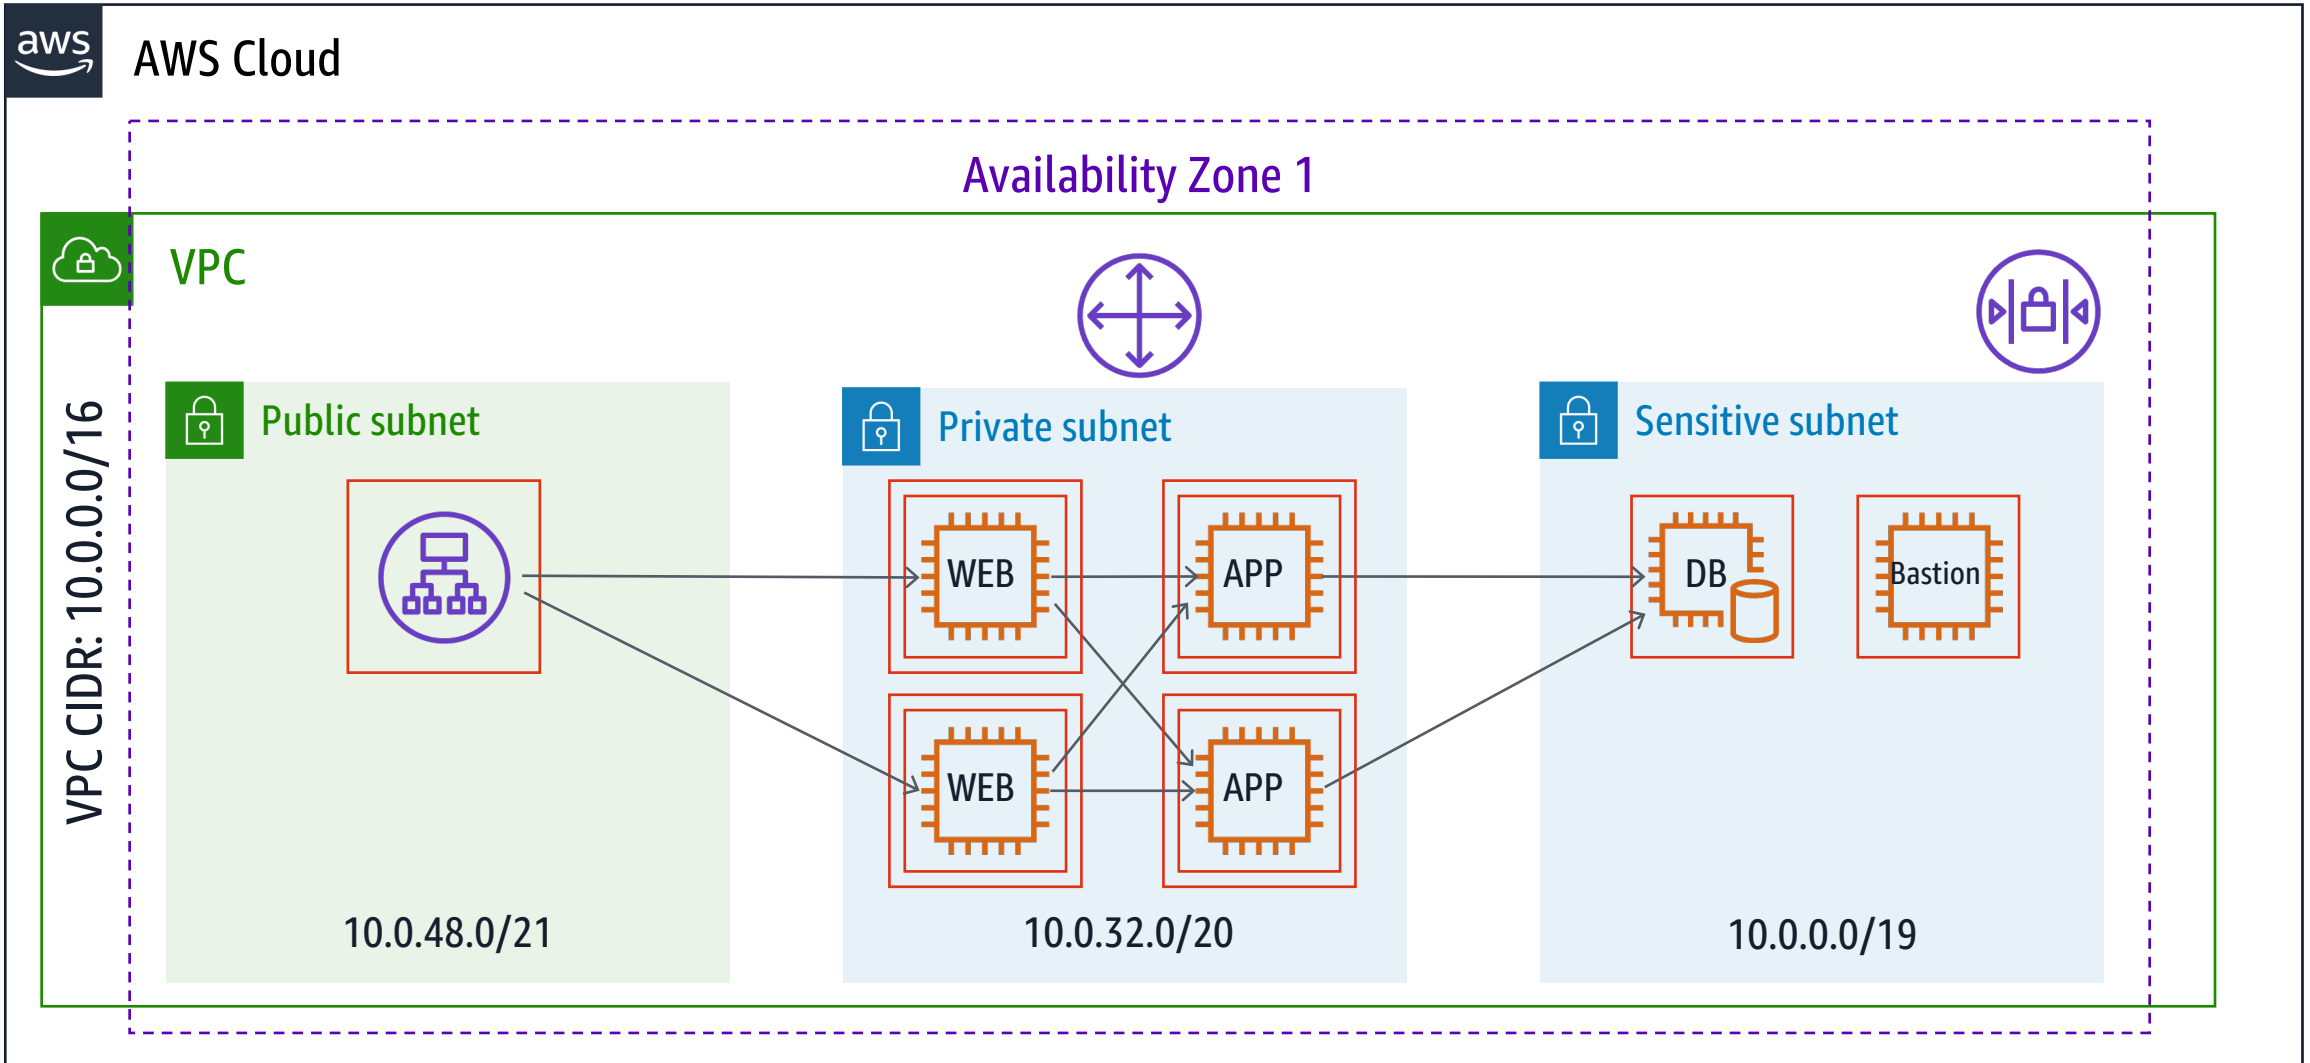 aws
AWS Cloud
Availability Zone 1
VPC
VPC CIDR: 10.0.0.0/16
Public subnet
Private subnet
Sensitive subnet
WEB
APP
DB
Bastion
WEB
APP
10.0.48.0/21
10.0.32.0/20
10.0.0.0/19